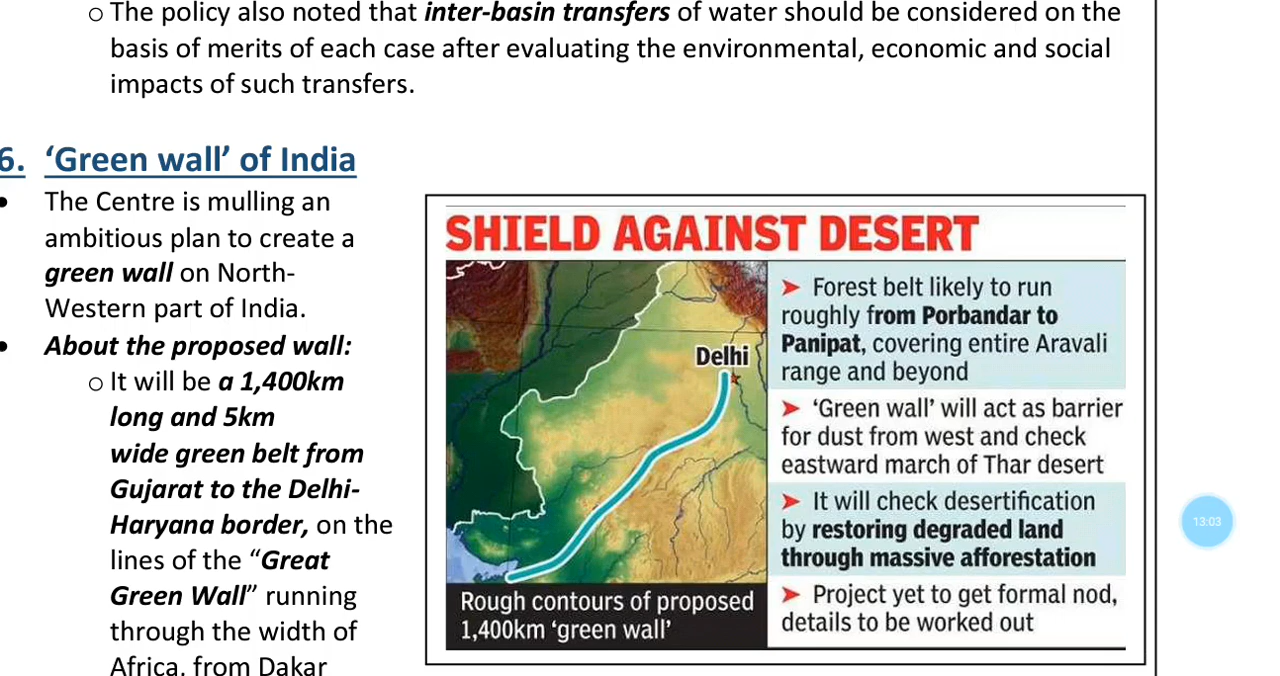 o The policy also noted that inter-basin transfers of water should be considered on the
basis of merits of each case after evaluating the environmental, economic and social
impacts of such transfers.
6. ‘Green wall’ of India
• The Centre is mulling an
ambitious plan to create a
green wall on North-
Western part of India.
• About the proposed wall:
o It will be a 1,400km
long and 5km
wide green belt from
Gujarat to the Delhi-
Haryana border, on the
lines of the “Great
Green Wall” running
through the width of
Africa, from Dakar
SHIELD AGAINST DESERT
Delhi
Rough contours of proposed
1,400km ‘green wall’
➤ Forest belt likely to run
roughly from Porbandar to
Panipat, covering entire Aravali
range and beyond
➤ ‘Green wall’ will act as barrier
for dust from west and check
eastward march of Thar desert
➤ It will check desertification
by restoring degraded land
through massive afforestation
➤ Project yet to get formal nod,
details to be worked out
13:03